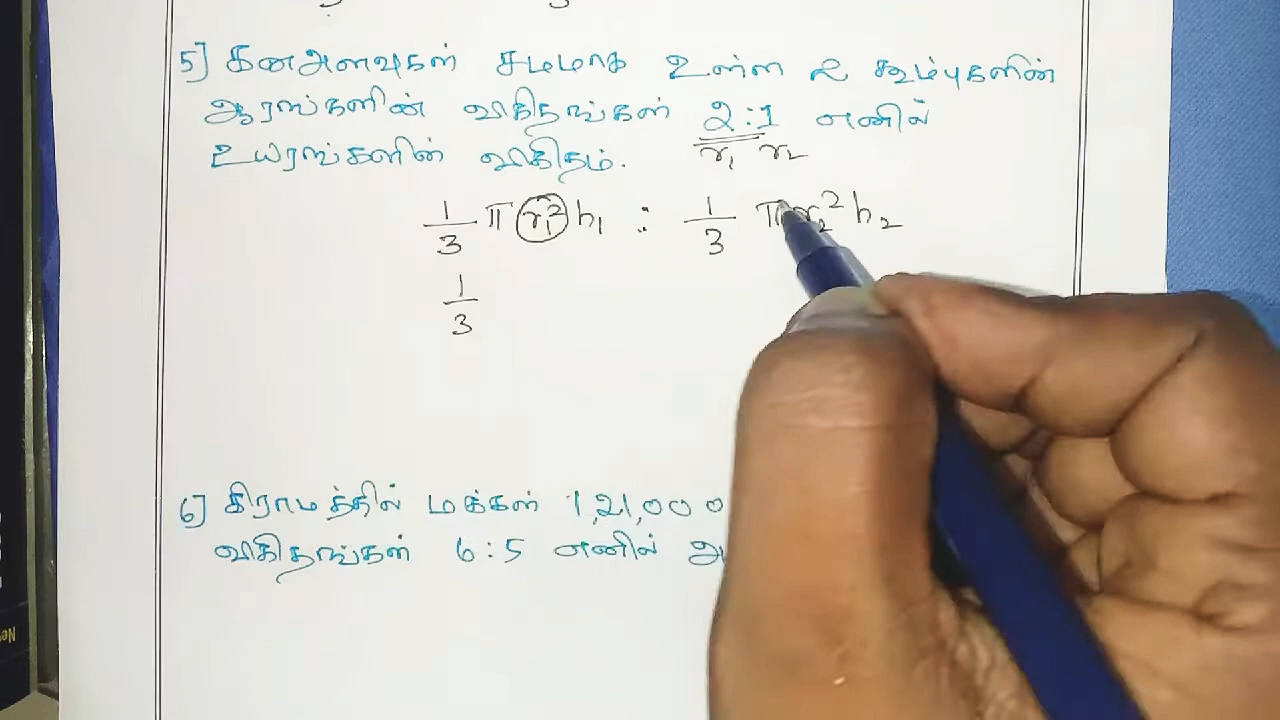 5] கனஅளவுகள் சமமாக உள்ள 2 கூம்புகளின்
ஆரங்களின் விகிதங்கள் 2:1 எனில்
உயரங்களின் விகிதம். r₁ r₂
1/3 π r₁² h₁ : 1/3 π r₂² h₂
1/3
6] கிராமத்தில் மக்கள் 1,21,000
விகிதங்கள் 6:5 எனில்